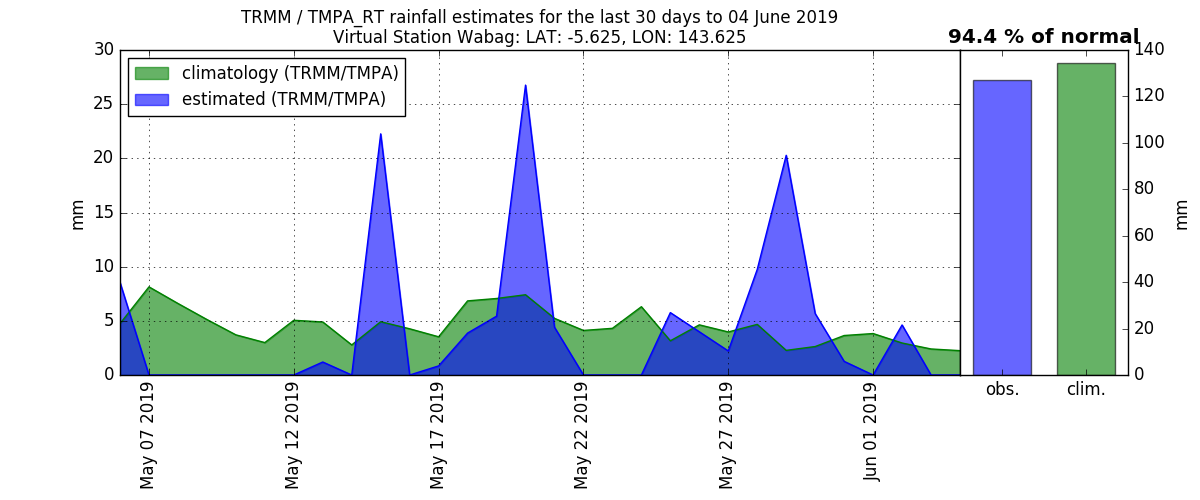 TRMM / TMPA_RT rainfall estimates for the last 30 days to 04 June 2019
Virtual Station Wabag: LAT: -5.625, LON: 143.625
94.4 % of normal
climatology (TRMM/TMPA)
estimated (TRMM/TMPA)
30
25
20
15
10
5
0
mm
May 07 2019
May 12 2019
May 17 2019
May 22 2019
May 27 2019
Jun 01 2019
obs.
clim.
140
120
100
80
60
40
20
0
mm